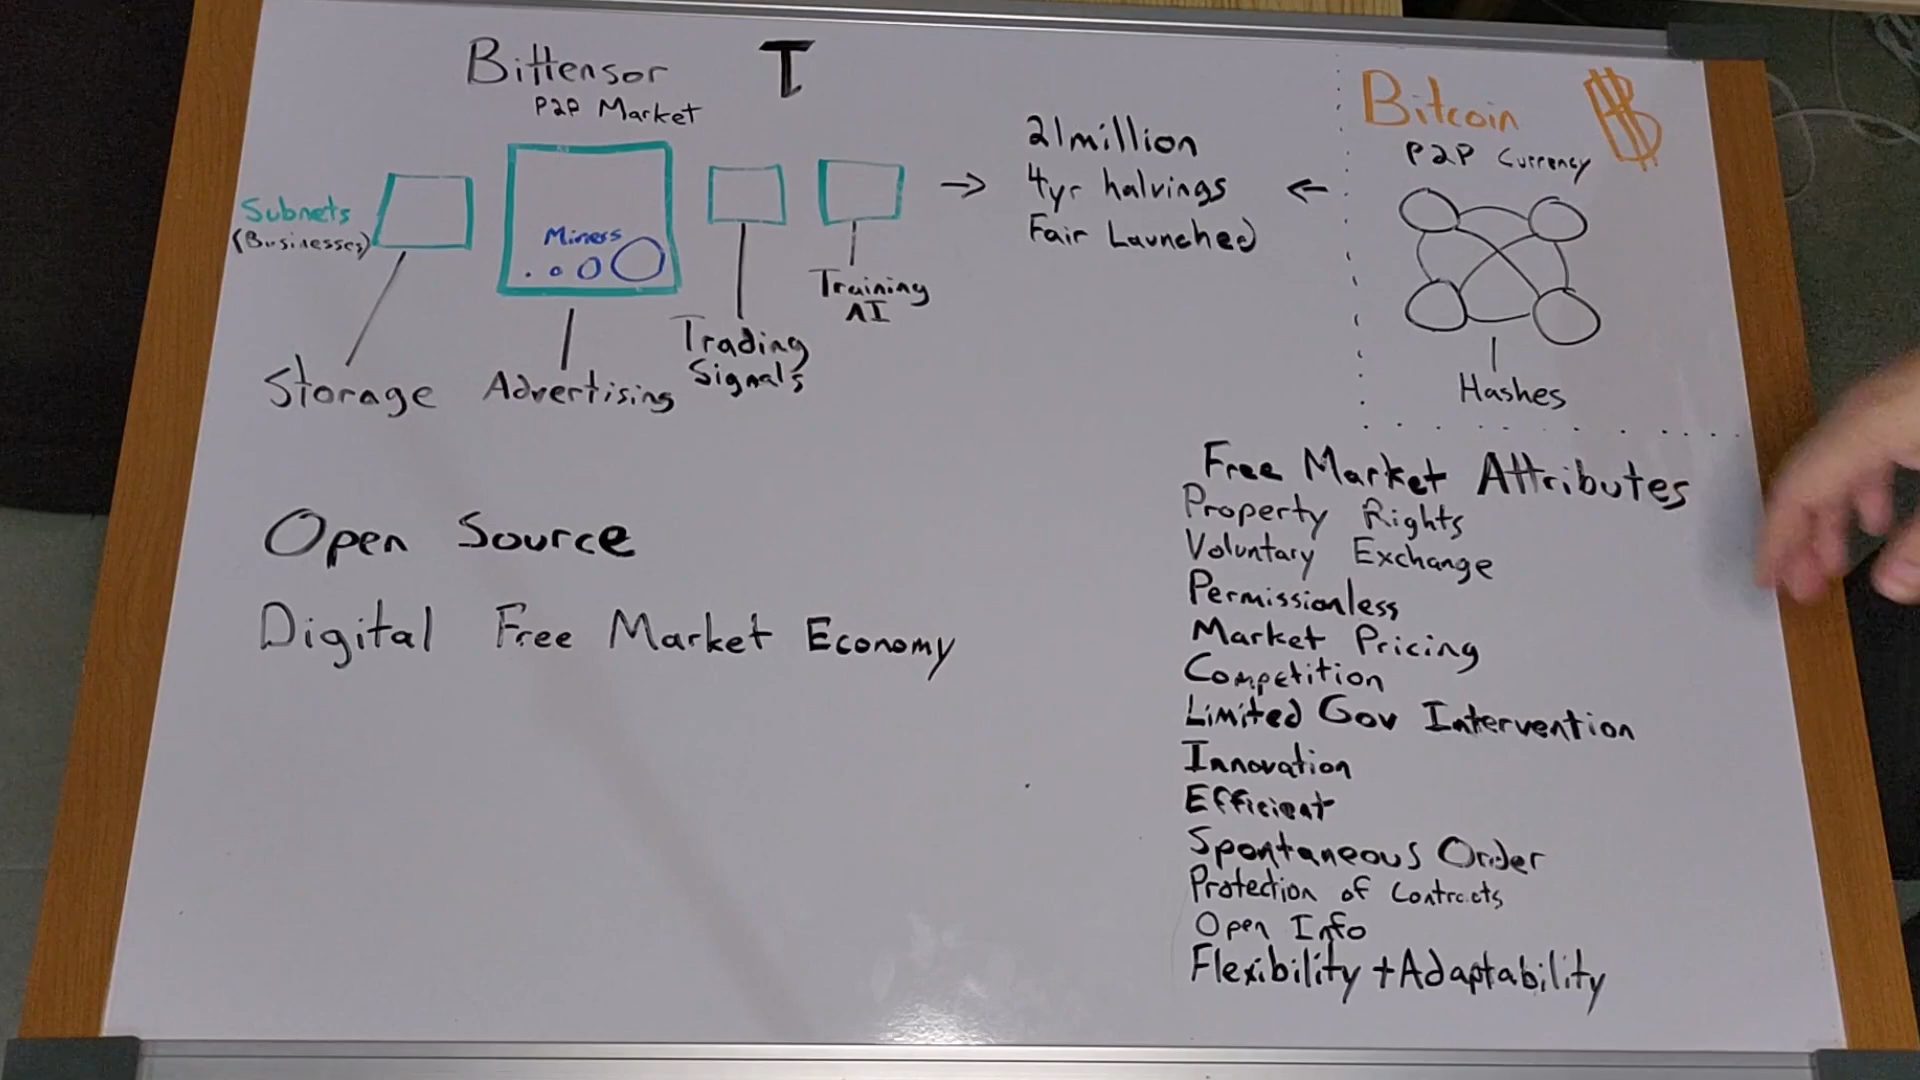 Bittensor τ
P2P Market
Subnets
(Businesses)
Miners
Storage
Advertising
Trading
Signals
Training
AI
→ 21million ←
4yr halvings
Fair Launched
Bitcoin ₿
P2P Currency
Hashes
Open Source
Digital Free Market Economy
Free Market Attributes
Property Rights
Voluntary Exchange
Permissionless
Market Pricing
Competition
Limited Gov Intervention
Innovation
Efficient
Spontaneous Order
Protection of Contracts
Open Info
Flexibility + Adaptability